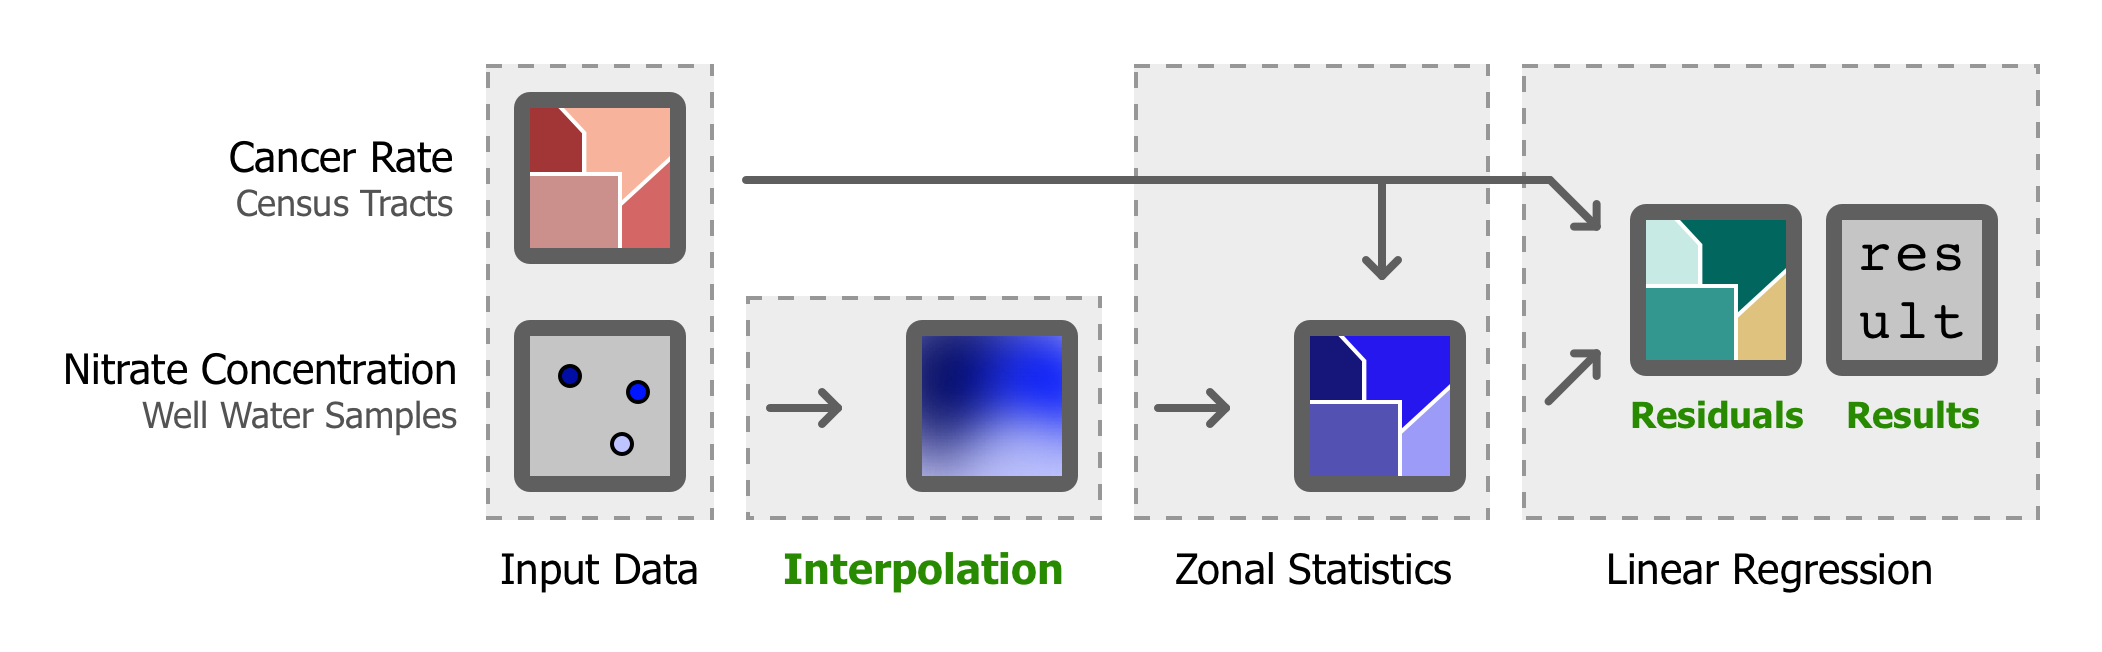 Cancer Rate
Census Tracts
Nitrate Concentration
Well Water Samples
res
ult
Residuals
Results
Input Data
Interpolation
Zonal Statistics
Linear Regression